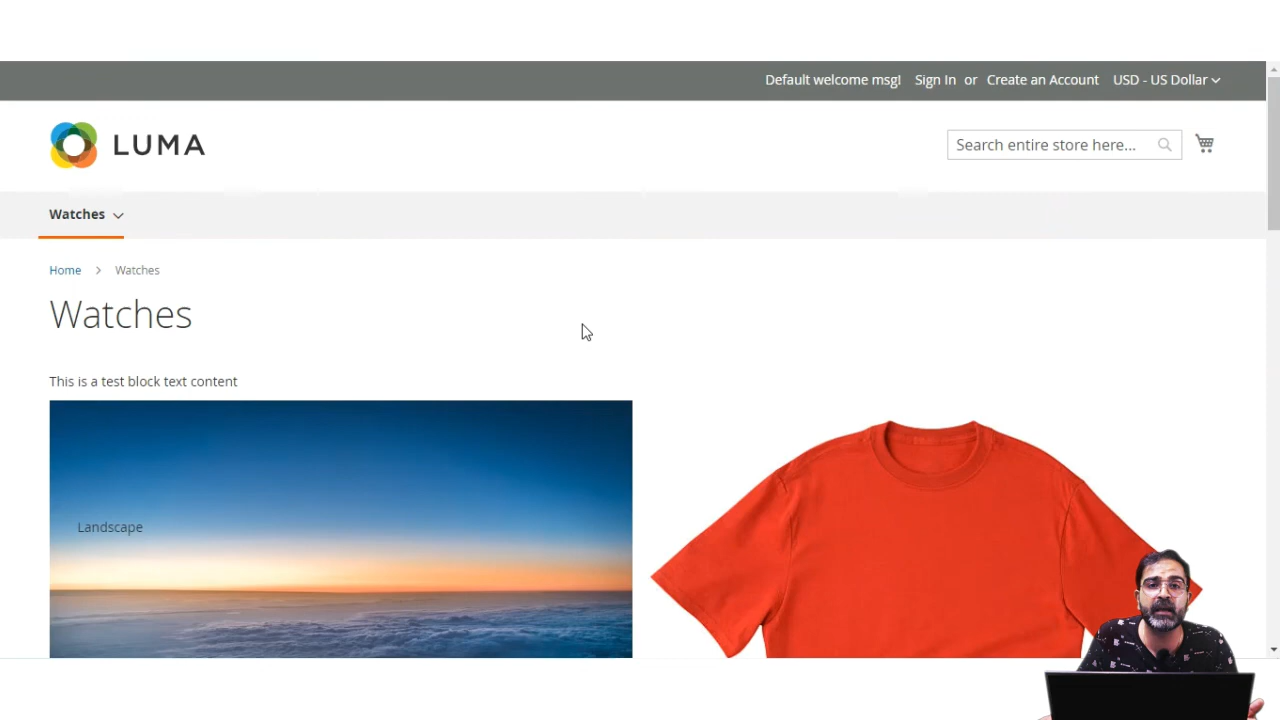 Default welcome msg! Sign In or Create an Account USD - US Dollar
LUMA
Search entire store here...
Watches
Home > Watches
Watches
This is a test block text content
Landscape